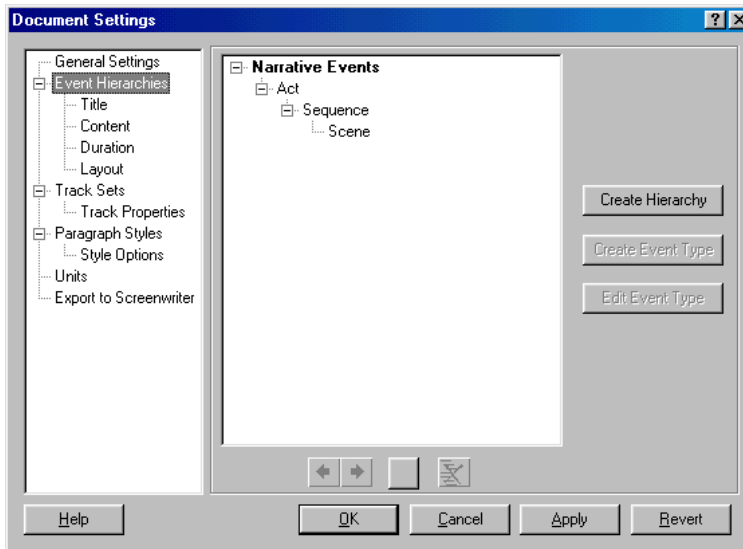 Document Settings
General Settings
Event Hierarchies
Title
Content
Duration
Layout
Track Sets
Track Properties
Paragraph Styles
Style Options
Units
Export to Screenwriter
Narrative Events
Act
Sequence
Scene
Create Hierarchy
Create Event Type
Edit Event Type
Help
OK
Cancel
Apply
Revert